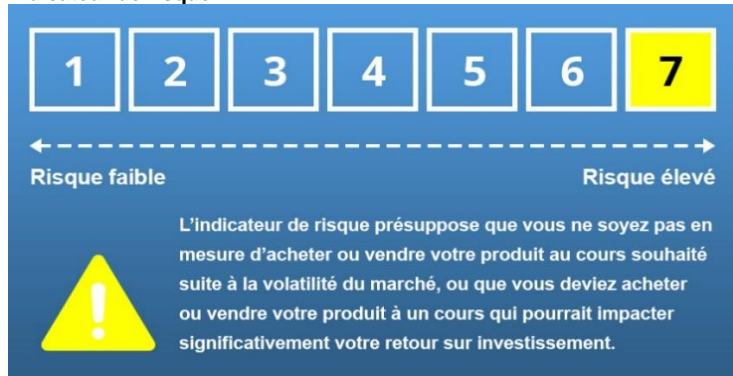 1 2 3 4 5 6 7
Risque faible Risque élevé
L'indicateur de risque présuppose que vous ne soyez pas en
mesure d'acheter ou vendre votre produit au cours souhaité
suite à la volatilité du marché, ou que vous deviez acheter
ou vendre votre produit à un cours qui pourrait impacter
significativement votre retour sur investissement.
!